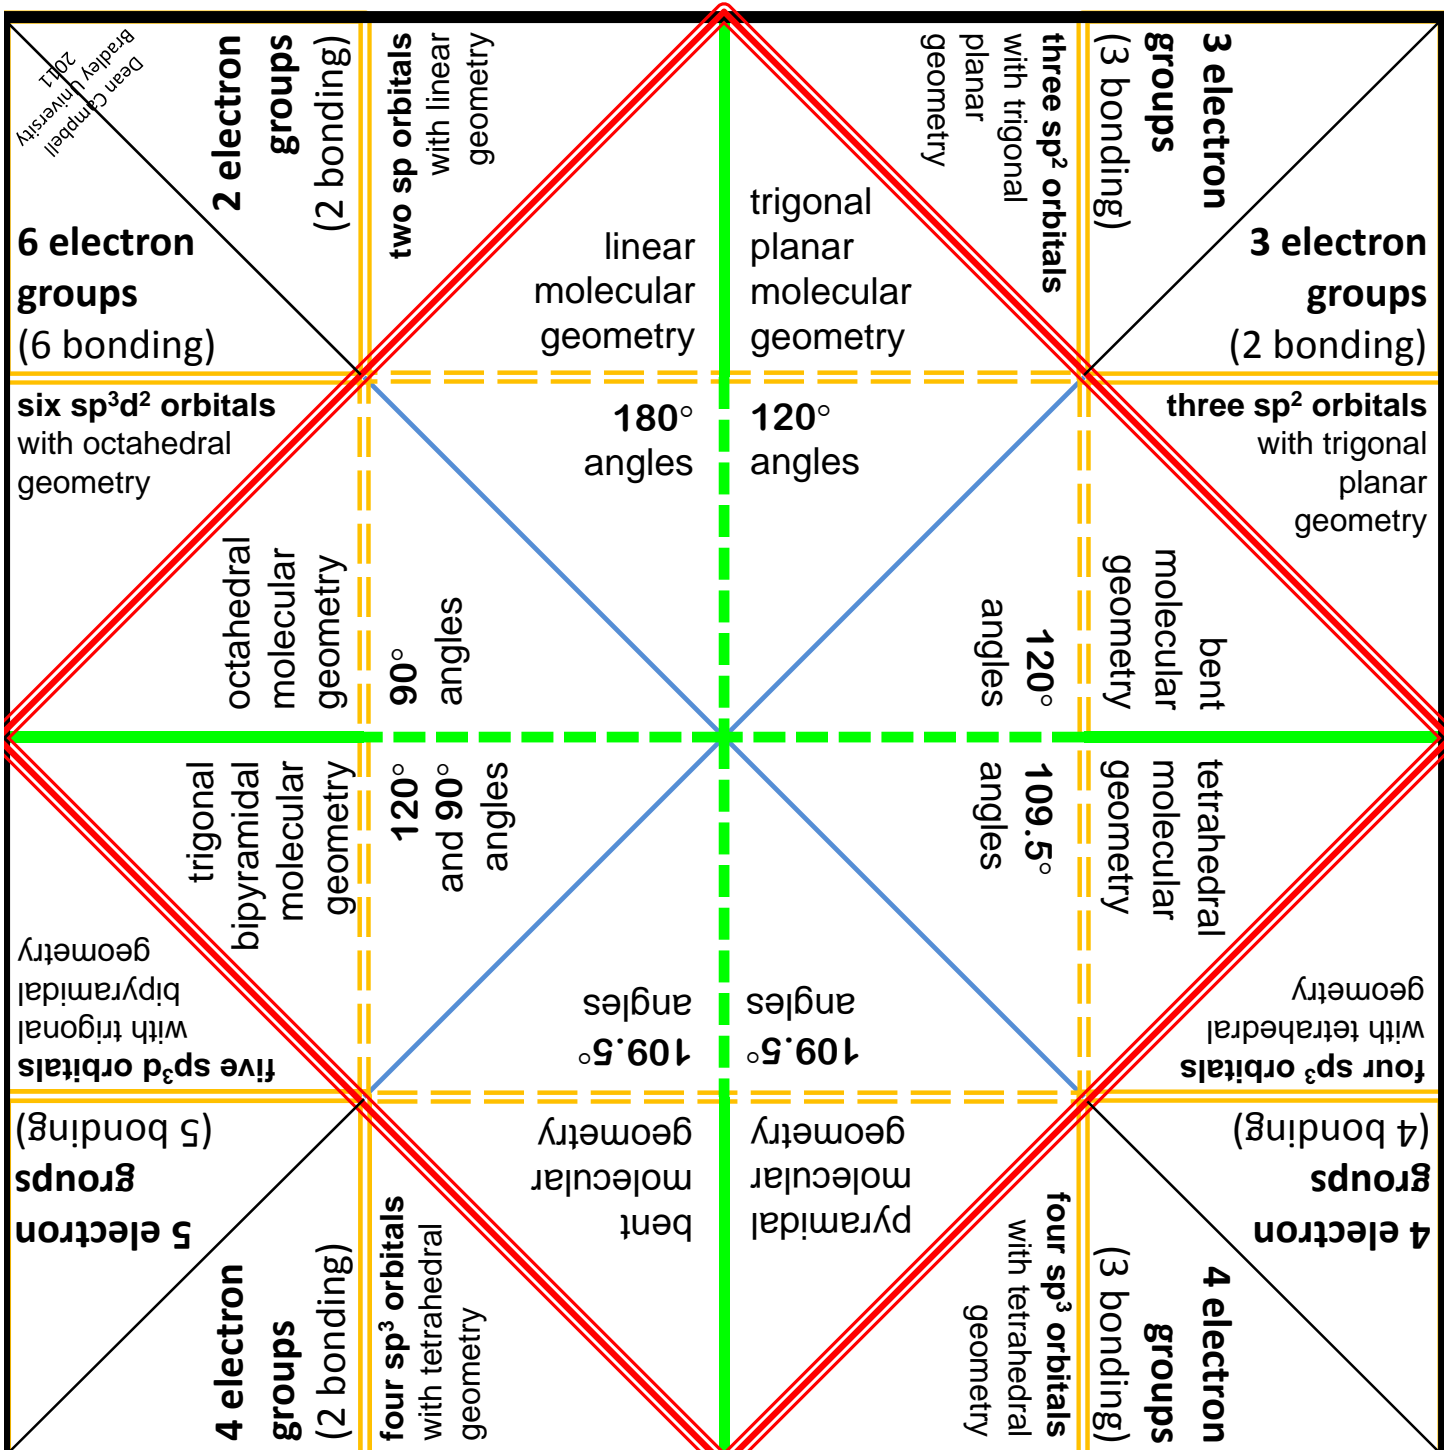 Dean Campbell
Bradley University
2011
2 electron
groups
(2 bonding)
two sp orbitals
with linear
geometry
three sp² orbitals
with trigonal
planar
geometry
3 electron
groups
(3 bonding)
6 electron
groups
(6 bonding)
linear
molecular
geometry
trigonal
planar
molecular
geometry
3 electron
groups
(2 bonding)
six sp³d² orbitals
with octahedral
geometry
180°
angles
120°
angles
three sp² orbitals
with trigonal
planar
geometry
octahedral
molecular
geometry
90°
angles
120°
angles
bent
molecular
geometry
trigonal
bipyramidal
molecular
geometry
120°
and 90°
angles
109.5°
angles
tetrahedral
molecular
geometry
five sp³d orbitals
with trigonal
bipyramidal
geometry
109.5°
angles
109.5°
angles
four sp³ orbitals
with tetrahedral
geometry
5 electron
groups
(5 bonding)
bent
molecular
geometry
pyramidal
molecular
geometry
4 electron
groups
(4 bonding)
4 electron
groups
(2 bonding)
four sp³ orbitals
with tetrahedral
geometry
four sp³ orbitals
with tetrahedral
geometry
4 electron
groups
(3 bonding)